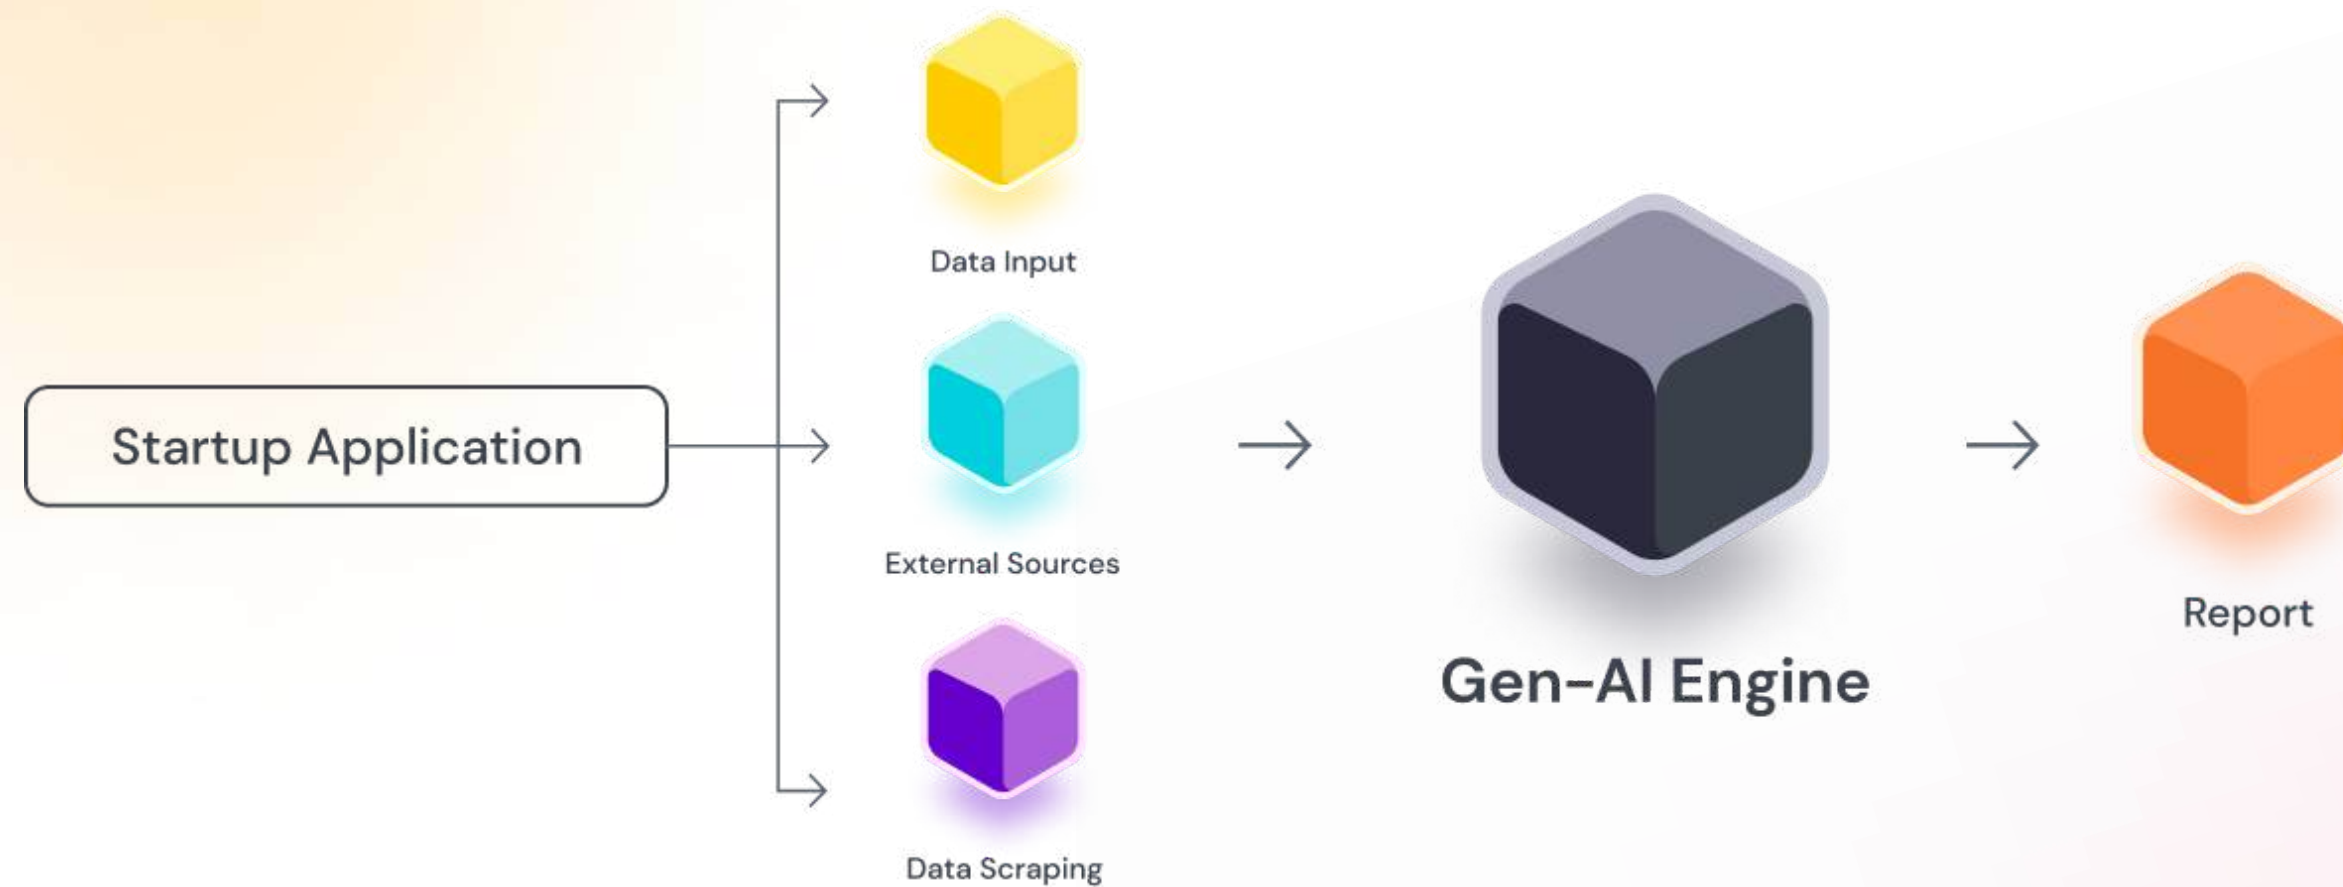 Data Input
Startup Application
External Sources
Data Scraping
Gen-AI Engine
Report